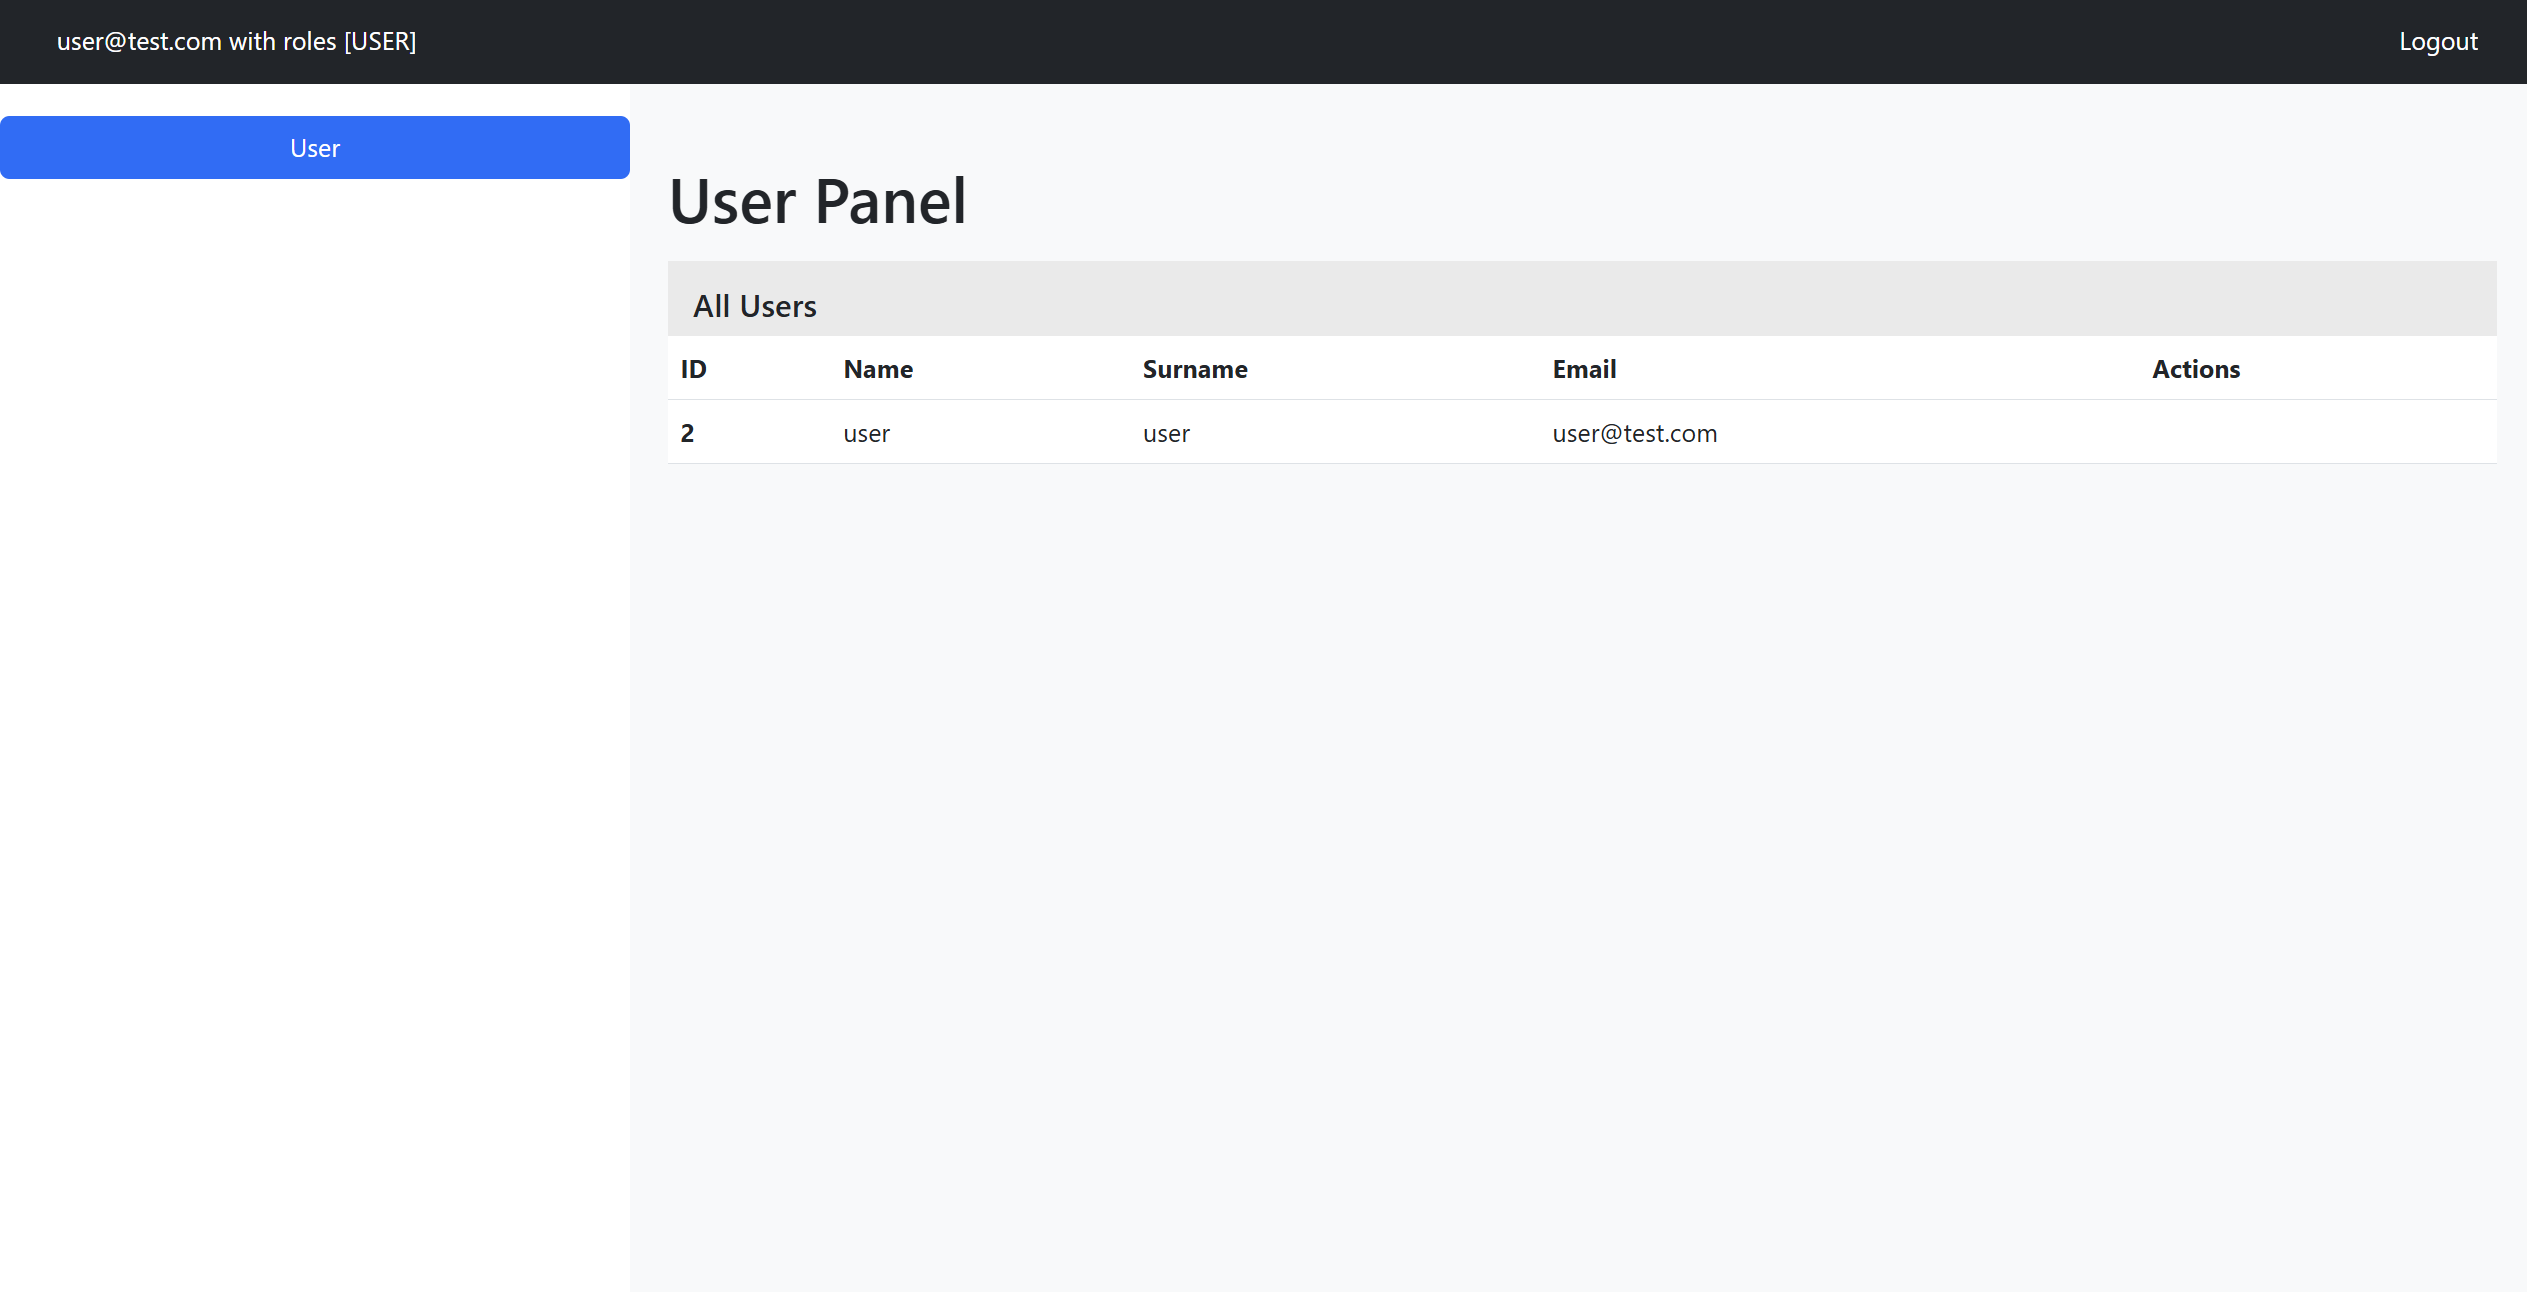 user@test.com with roles [USER] Logout
User
User Panel
All Users
ID Name Surname Email Actions
2 user user user@test.com